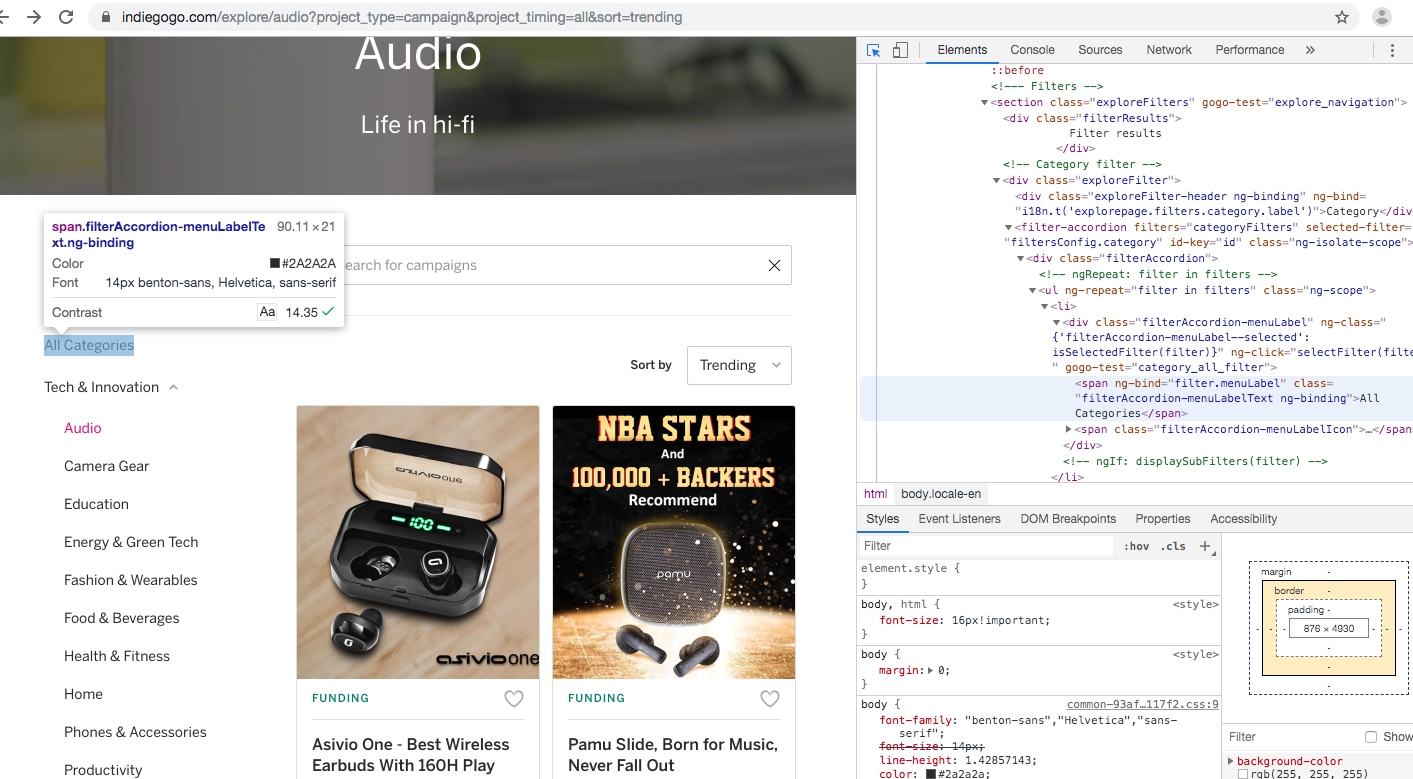 indiegogo.com/explore/audio?project_type=campaign&project_timing=all&sort=trending
Audio
Life in hi-fi
span.filterAccordion-menuLabelTe
xt.ng-binding
90.11 × 21
Color
#2A2A2A
Font
14px benton-sans, Helvetica, sans-serif
Contrast
Aa
14.35
earch for campaigns
All Categories
Sort by
Trending
Tech & Innovation
Audio
Camera Gear
Education
Energy & Green Tech
Fashion & Wearables
Food & Beverages
Health & Fitness
Home
Phones & Accessories
Productivity
asivio one
100
G
asivio one
FUNDING
Asivio One - Best Wireless
Earbuds With 160H Play
NBA STARS
And
100,000 + BACKERS
Recommend
PaMu
FUNDING
Pamu Slide, Born for Music,
Never Fall Out
Elements
Console
Sources
Network
Performance
»
::before
<!-–– Filters -->
<section class="exploreFilters" gogo-test="explore_navigation">
<div class="filterResults">
Filter results
</div>
<!-- Category filter -->
<div class="exploreFilter">
<div class="exploreFilter-header ng-binding" ng-bind=
"i18n.t('explorepage.filters.category.label')">Category</div
<filter-accordion filters="categoryFilters" selected-filter=
"filtersConfig.category" id-key="id" class="ng-isolate-scope">
<div class="filterAccordion">
<!-- ngRepeat: filter in filters -->
<ul ng-repeat="filter in filters" class="ng-scope">
<li>
<div class="filterAccordion-menuLabel" ng-class="
{'filterAccordion-menuLabel--selected':
isSelectedFilter(filter)}" ng-click="selectFilter(filte
" gogo-test="category_all_filter">
<span ng-bind="filter.menuLabel" class=
"filterAccordion-menuLabelText ng-binding">All
Categories</span>
<span class="filterAccordion-menuLabelIcon">…</span
</div>
<!-- ngIf: displaySubFilters(filter) -->
</li>
html
body.locale-en
Styles
Event Listeners
DOM Breakpoints
Properties
Accessibility
Filter
:hov
.cls
+
element.style {
}
body, html {
<style>
font-size: 16px!important;
}
body {
<style>
margin: 0;
}
body {
common-93af…117f2.css:9
font-family: "benton-sans","Helvetica","sans-
serif";
font-size: 14px;
line-height: 1.42857143;
color: #2a2a2a;
margin
-
border
-
padding -
- - - 876 × 4930 - - -
-
-
-
Filter
Show
background-color
rgb(255, 255, 255)